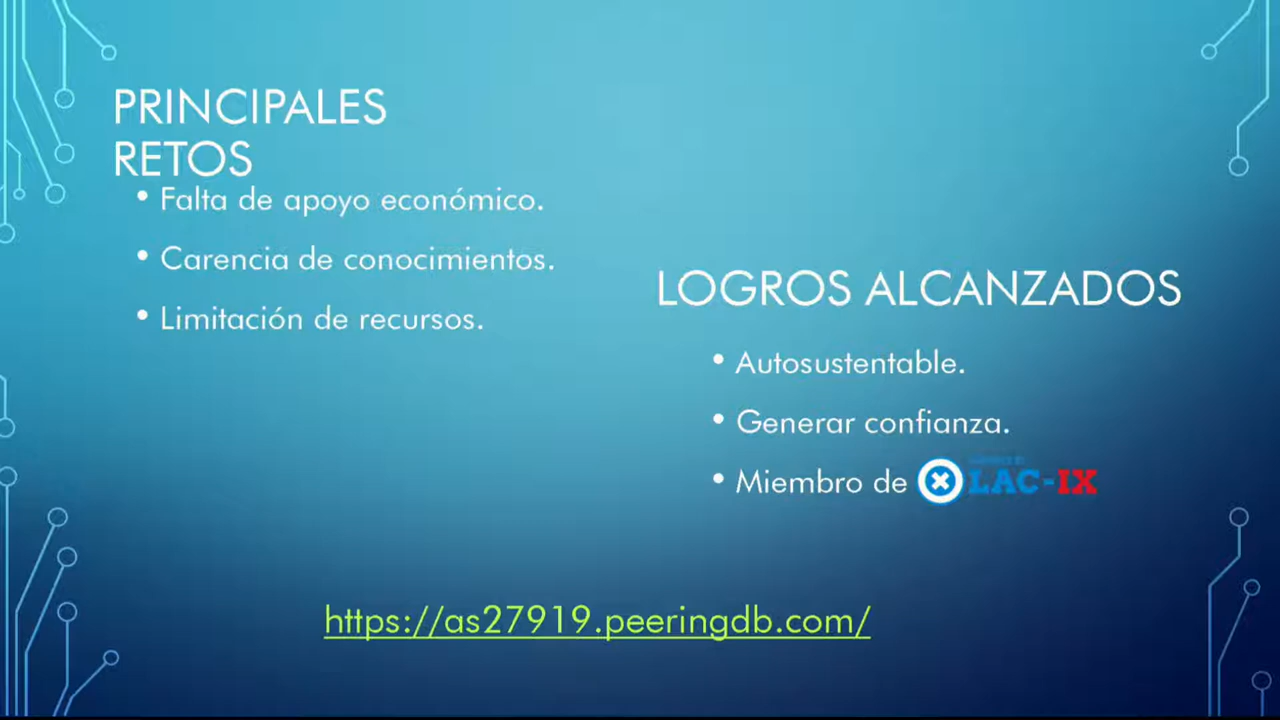 PRINCIPALES
RETOS
• Falta de apoyo económico.
• Carencia de conocimientos.
• Limitación de recursos.
LOGROS ALCANZADOS
• Autosustentable.
• Generar confianza.
• Miembro de LAC-IX
https://as27919.peeringdb.com/